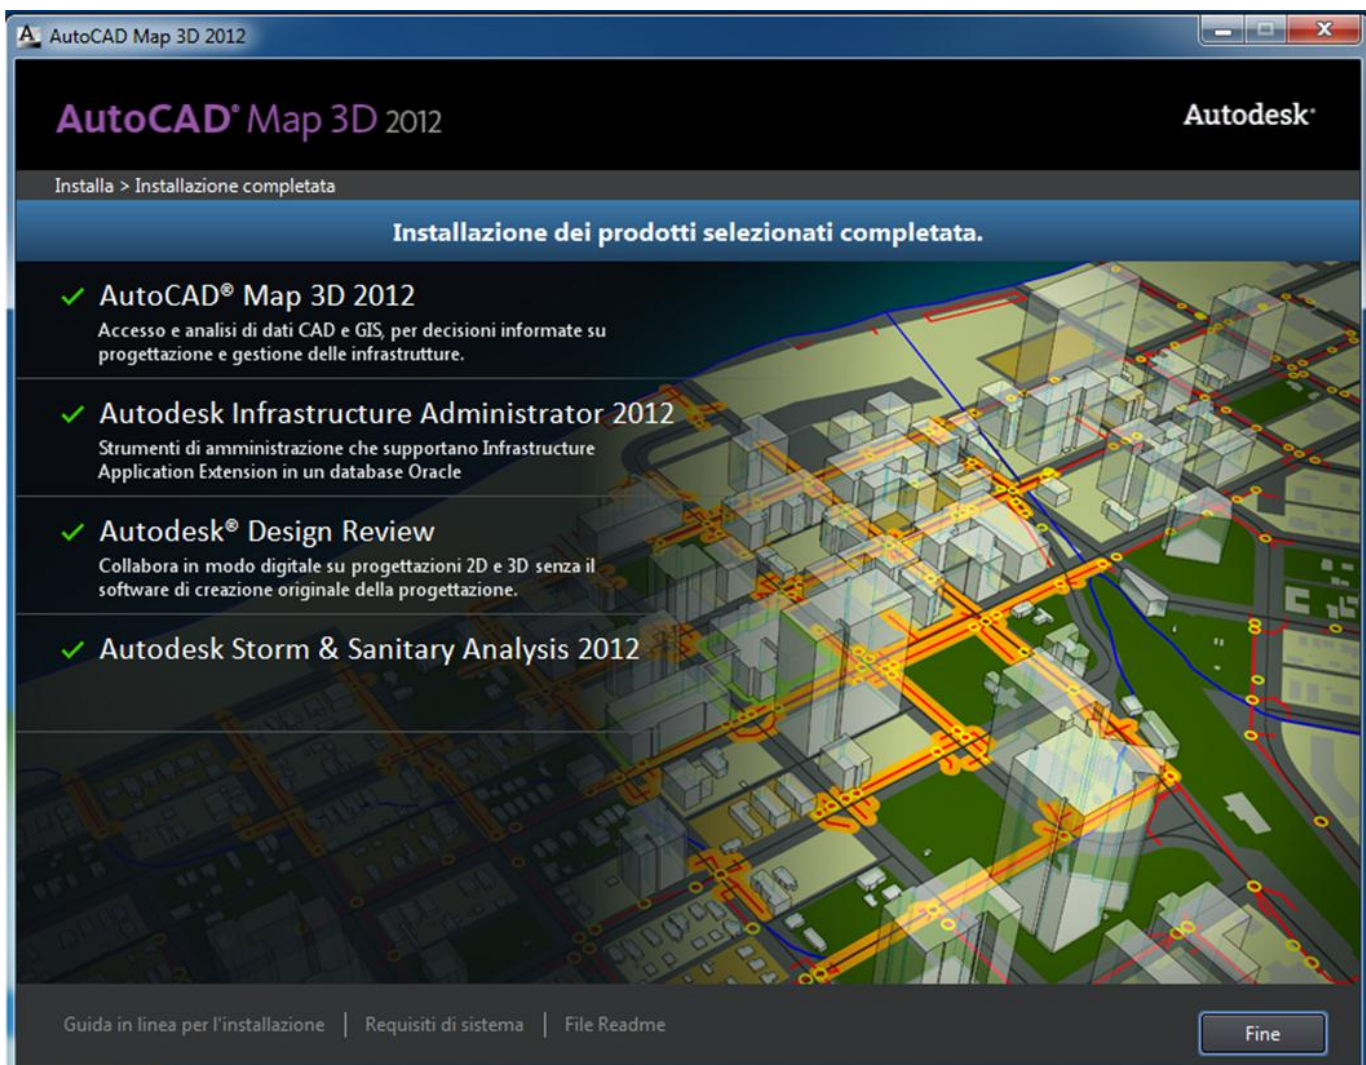 AutoCAD Map 3D 2012
AutoCAD® Map 3D 2012
Autodesk®
Installa > Installazione completata
Installazione dei prodotti selezionati completata.
AutoCAD® Map 3D 2012
Accesso e analisi di dati CAD e GIS, per decisioni informate su
progettazione e gestione delle infrastrutture.
Autodesk Infrastructure Administrator 2012
Strumenti di amministrazione che supportano Infrastructure
Application Extension in un database Oracle
Autodesk® Design Review
Collabora in modo digitale su progettazioni 2D e 3D senza il
software di creazione originale della progettazione.
Autodesk Storm & Sanitary Analysis 2012
Guida in linea per l'installazione | Requisiti di sistema | File Readme
Fine